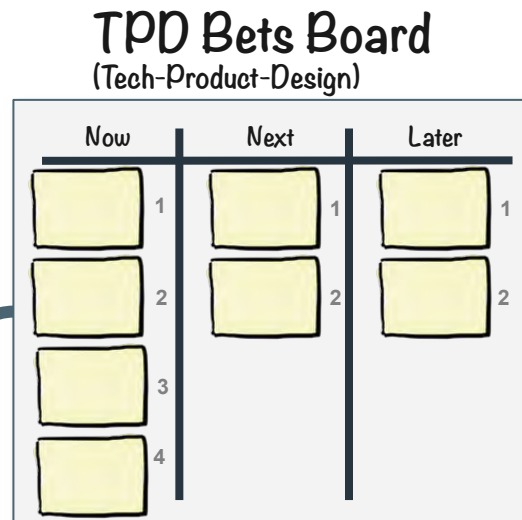 TPD Bets Board
(Tech-Product-Design)
Now Next Later
1 1 1
2 2 2
3
4